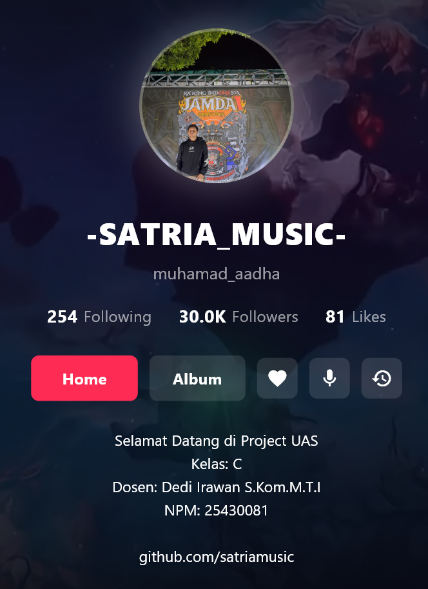 JAMDA
-SATRIA_MUSIC-
muhamad_aadha
254 Following 30.0K Followers 81 Likes
Home Album
Selamat Datang di Project UAS
Kelas: C
Dosen: Dedi Irawan S.Kom.M.T.I
NPM: 25430081
github.com/satriamusic